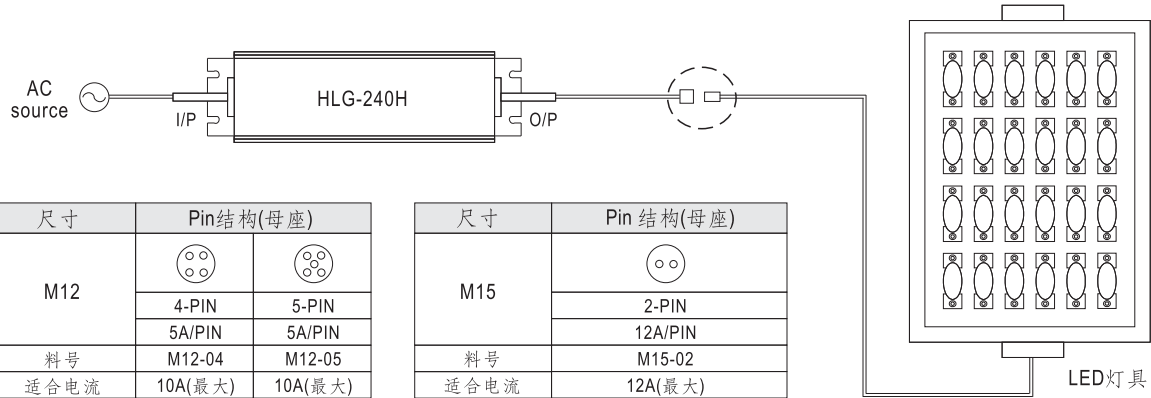 AC
source
I/P
HLG-240H
O/P
尺寸 Pin结构(母座)
M12
4-PIN 5-PIN
5A/PIN 5A/PIN
料号 M12-04 M12-05
适合电流 10A(最大) 10A(最大)
尺寸 Pin 结构(母座)
M15
2-PIN
12A/PIN
料号 M15-02
适合电流 12A(最大)
LED灯具